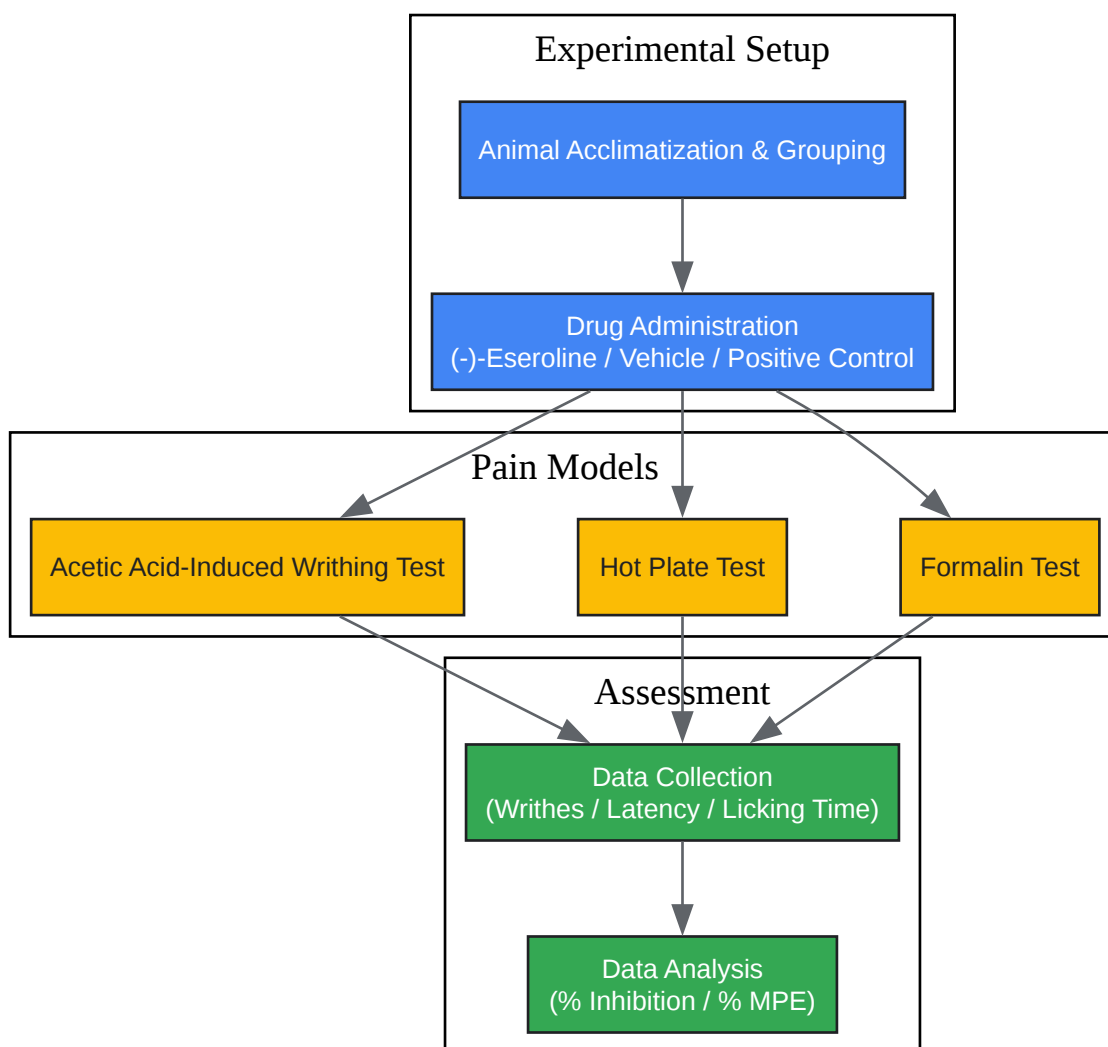 Experimental Setup
Animal Acclimatization & Grouping
Drug Administration
(-)-Eseroline / Vehicle / Positive Control
Pain Models
Acetic Acid-Induced Writhing Test
Hot Plate Test
Formalin Test
Assessment
Data Collection
(Writhes / Latency / Licking Time)
Data Analysis
(% Inhibition / % MPE)